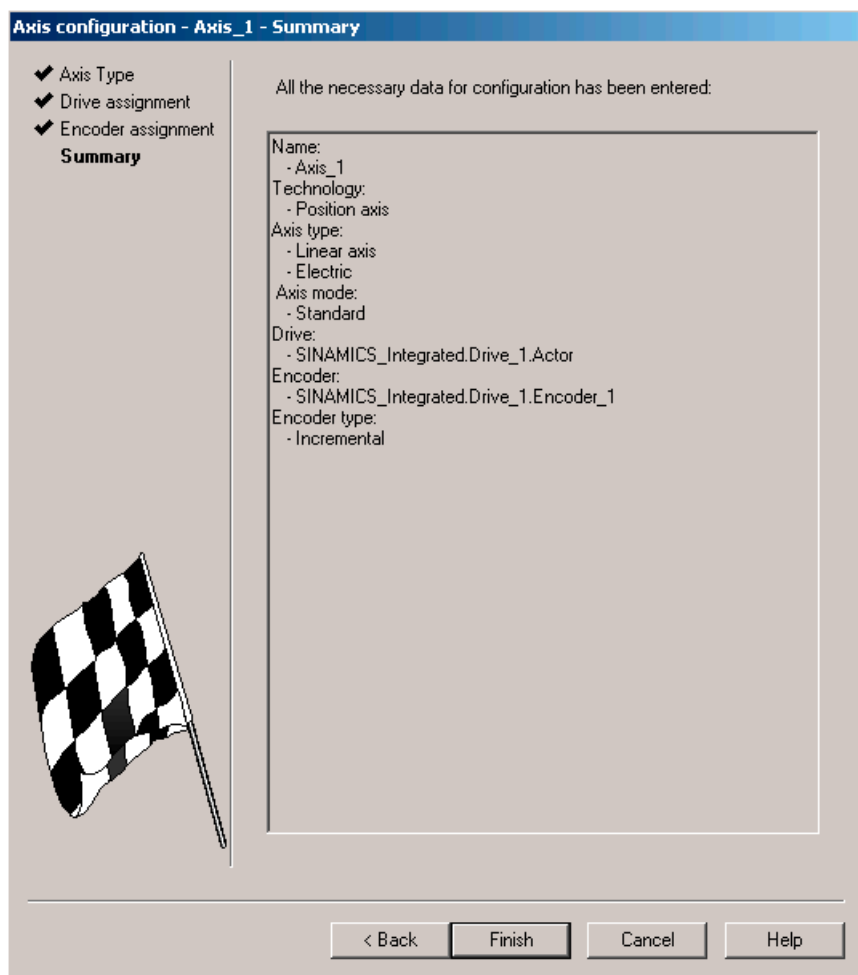 Axis configuration - Axis_1 - Summary
✔ Axis Type
✔ Drive assignment
✔ Encoder assignment
Summary
All the necessary data for configuration has been entered:
Name:
- Axis_1
Technology:
- Position axis
Axis type:
- Linear axis
- Electric
Axis mode:
- Standard
Drive:
- SINAMICS_Integrated.Drive_1.Actor
Encoder:
- SINAMICS_Integrated.Drive_1.Encoder_1
Encoder type:
- Incremental
< Back
Finish
Cancel
Help